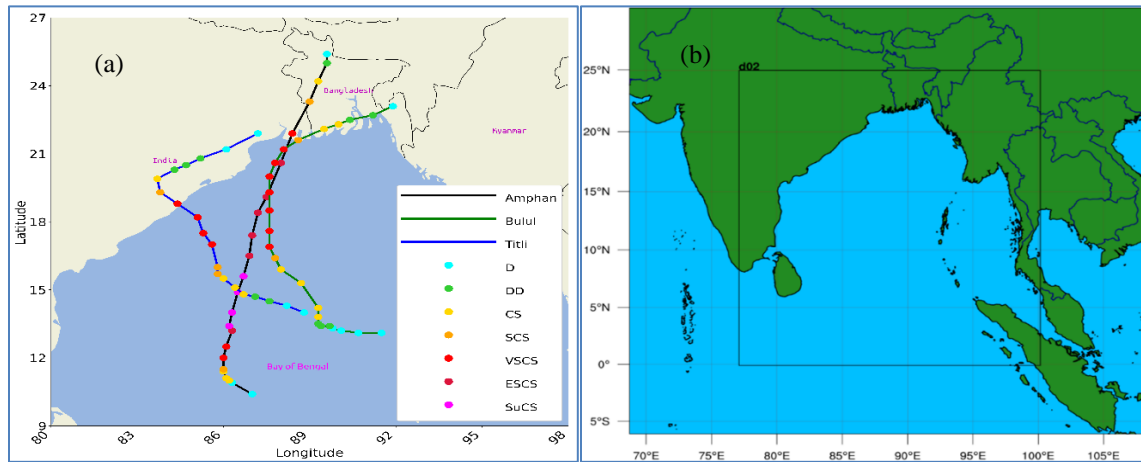 (a)
27
24
21
18
15
12
9
Latitude
80
83
86
89
92
95
98
Longitude
Bangladesh
Myanmar
India
Bay of Bengal
Amphan
Bulul
Titli
D
DD
CS
SCS
VSCS
ESCS
SuCS
(b)
d02
25°N
20°N
15°N
10°N
5°N
0°
5°S
70°E
75°E
80°E
85°E
90°E
95°E
100°E
105°E